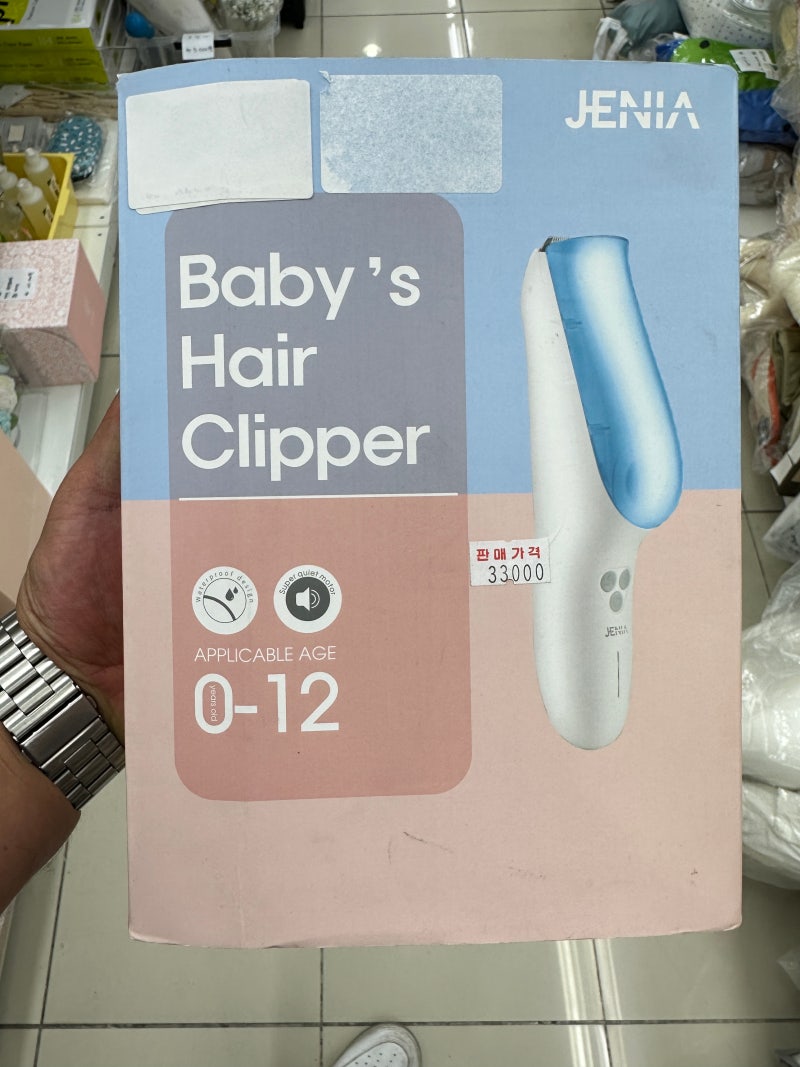 JENIA
Baby's
Hair
Clipper
Waterproof design
Super quiet motor
판매가격
33000
JENIA
APPLICABLE AGE
0-12
years old